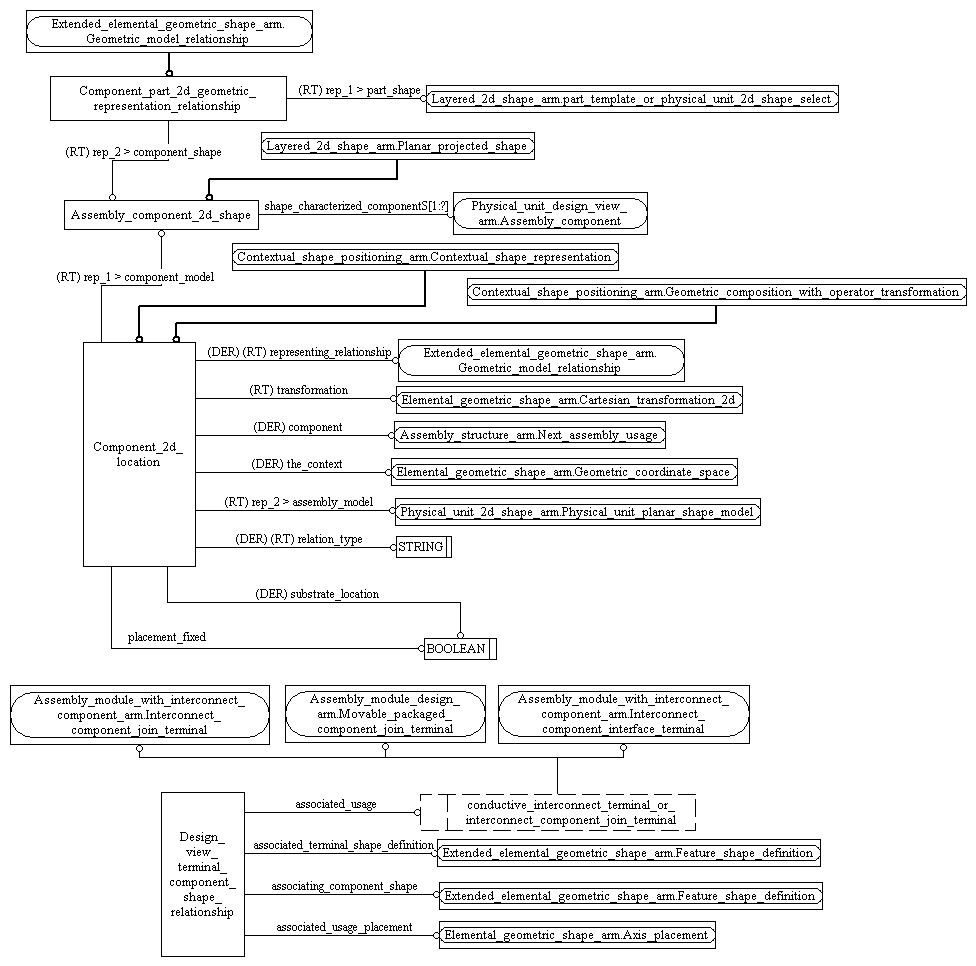 Extended_elemental_geometric_shape_arm.
Geometric_model_relationship
Component_part_2d_geometric_
representation_relationship
(RT) rep_1 > part_shape
Layered_2d_shape_arm.part_template_or_physical_unit_2d_shape_select
(RT) rep_2 > component_shape
Layered_2d_shape_arm.Planar_projected_shape
Assembly_component_2d_shape
shape_characterized_componentS[1:?]
Physical_unit_design_view_
arm.Assembly_component
Contextual_shape_positioning_arm.Contextual_shape_representation
(RT) rep_1 > component_model
Contextual_shape_positioning_arm.Geometric_composition_with_operator_transformation
Component_2d_
location
(DER) (RT) representing_relationship
Extended_elemental_geometric_shape_arm.
Geometric_model_relationship
(RT) transformation
Elemental_geometric_shape_arm.Cartesian_transformation_2d
(DER) component
Assembly_structure_arm.Next_assembly_usage
(DER) the_context
Elemental_geometric_shape_arm.Geometric_coordinate_space
(RT) rep_2 > assembly_model
Physical_unit_2d_shape_arm.Physical_unit_planar_shape_model
(DER) (RT) relation_type
STRING
(DER) substrate_location
placement_fixed
BOOLEAN
Assembly_module_with_interconnect_
component_arm.Interconnect_
component_join_terminal
Assembly_module_design_
arm.Movable_packaged_
component_join_terminal
Assembly_module_with_interconnect_
component_arm.Interconnect_
component_interface_terminal
Design_
view_
terminal_
component_
shape_
relationship
associated_usage
conductive_interconnect_terminal_or_
interconnect_component_join_terminal
associated_terminal_shape_definition
Extended_elemental_geometric_shape_arm.Feature_shape_definition
associating_component_shape
Extended_elemental_geometric_shape_arm.Feature_shape_definition
associated_usage_placement
Elemental_geometric_shape_arm.Axis_placement